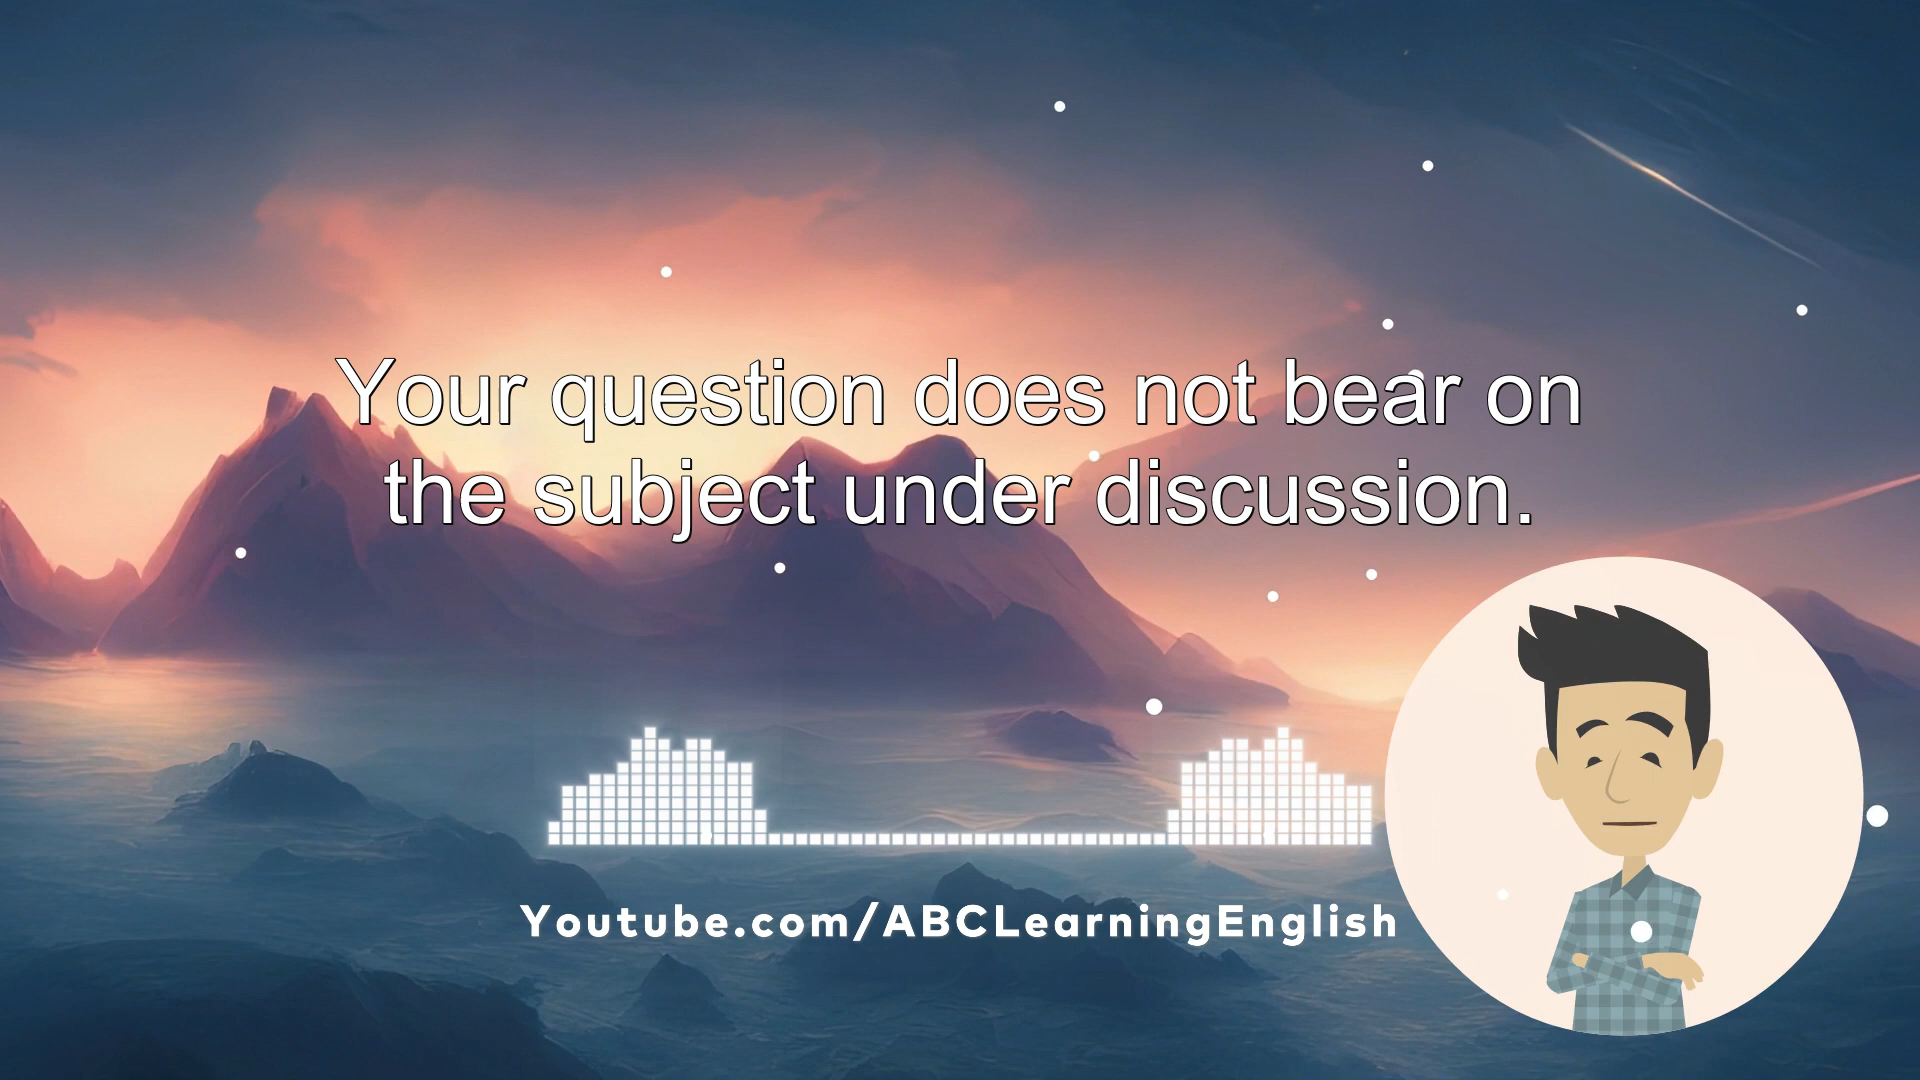 Your question does not bear on
the subject under discussion.
Youtube.com/ABCLearningEnglish